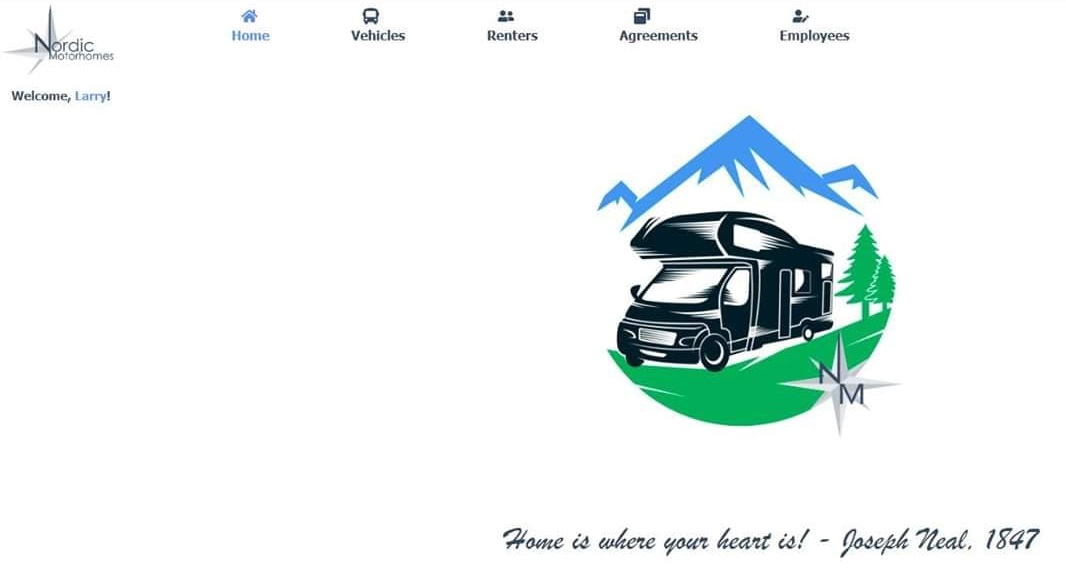 Nordic
Motorhomes
Home
Vehicles
Renters
Agreements
Employees
Welcome, Larry!
N
M
Home is where your heart is! - Joseph Neal, 1847